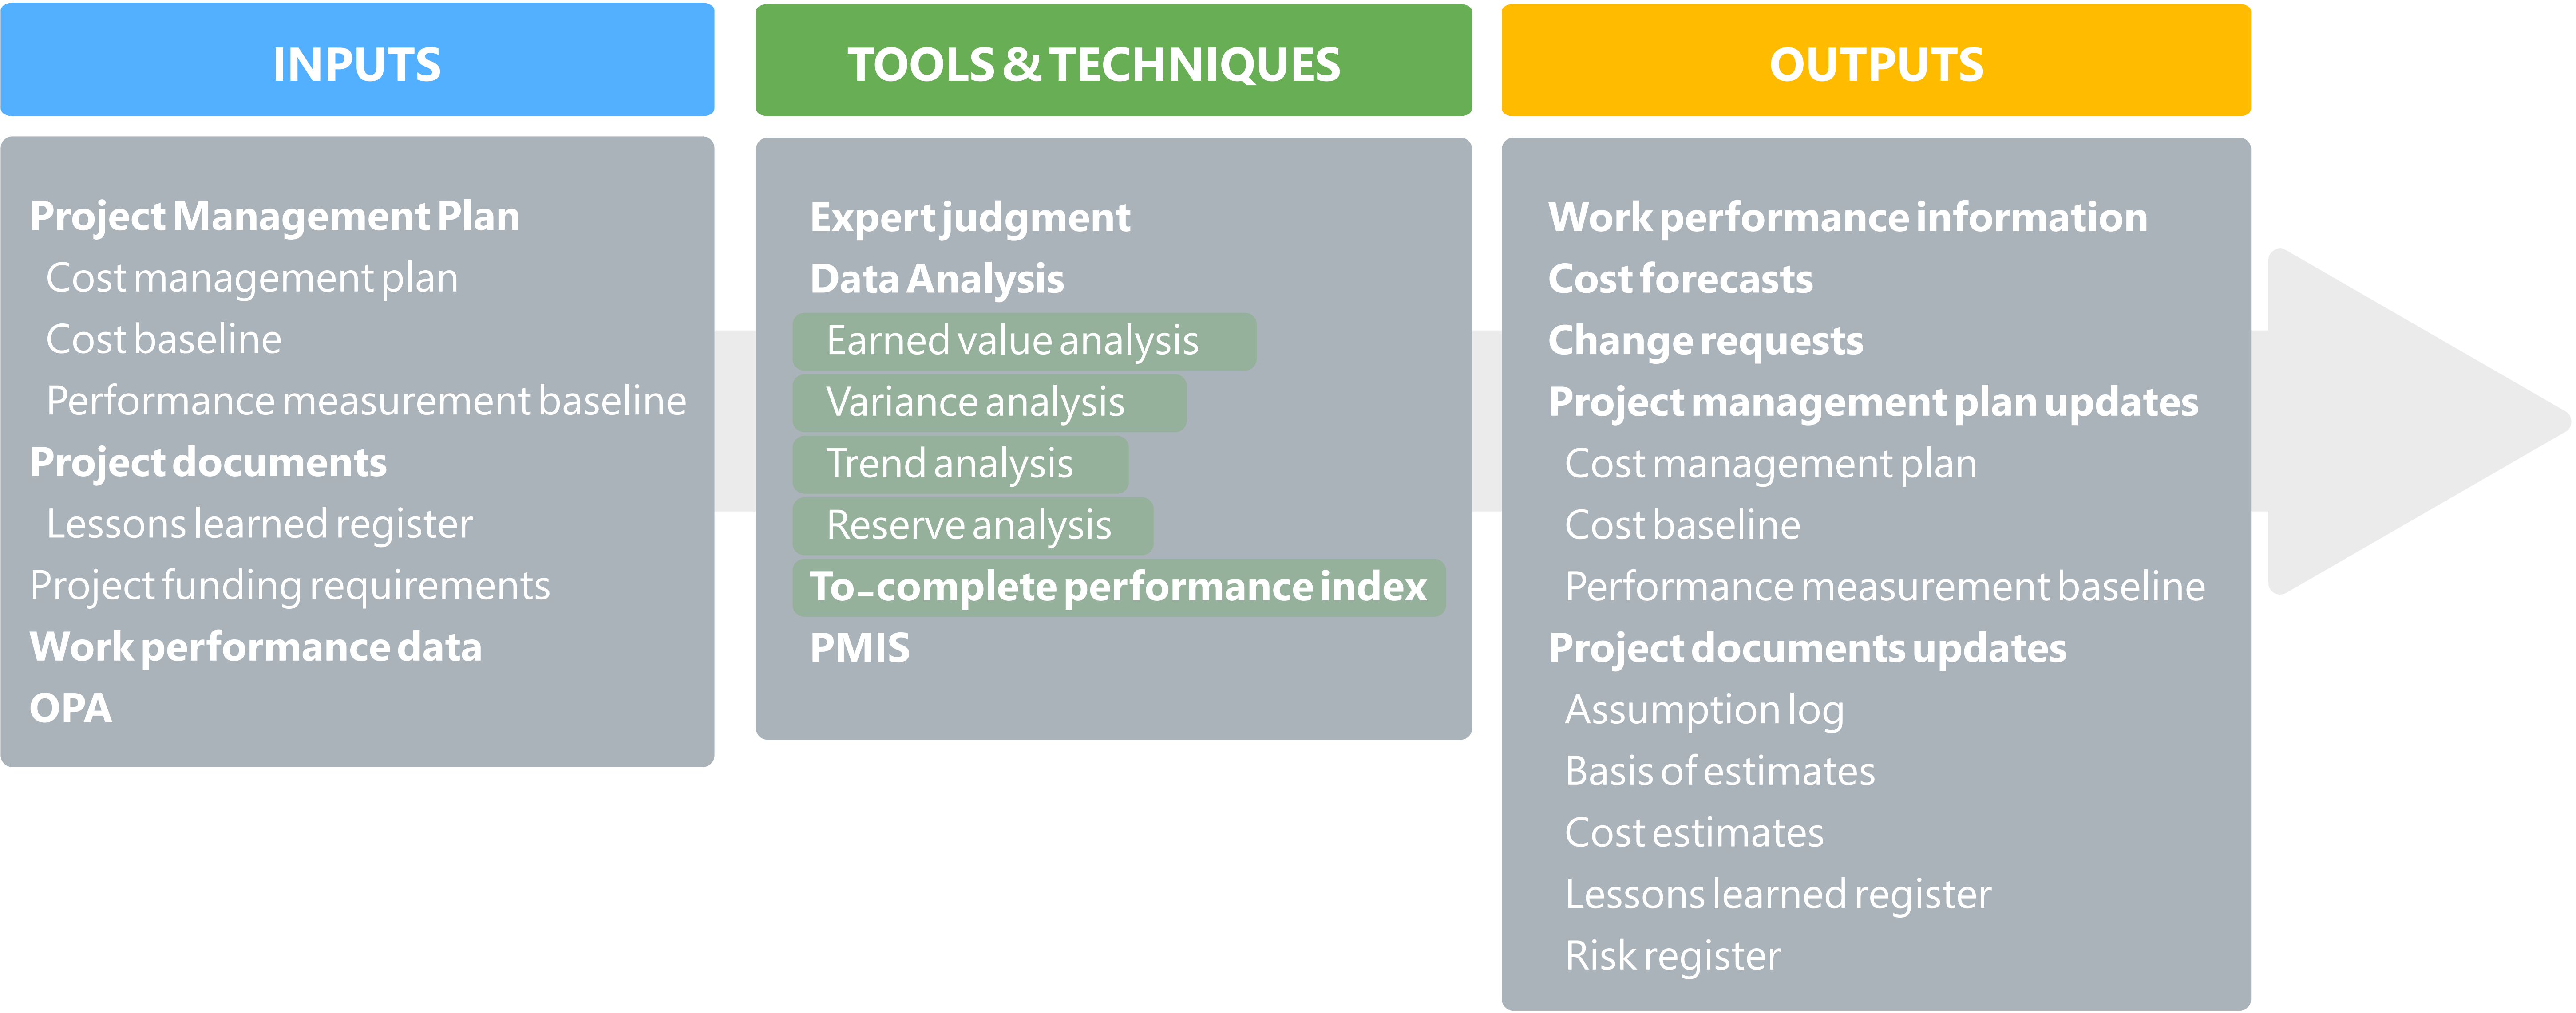 INPUTS
Project Management Plan
Cost management plan
Cost baseline
Performance measurement baseline
Project documents
Lessons learned register
Project funding requirements
Work performance data
OPA
TOOLS & TECHNIQUES
Expert judgment
Data Analysis
Earned value analysis
Variance analysis
Trend analysis
Reserve analysis
To-complete performance index
PMIS
OUTPUTS
Work performance information
Cost forecasts
Change requests
Project management plan updates
Cost management plan
Cost baseline
Performance measurement baseline
Project documents updates
Assumption log
Basis of estimates
Cost estimates
Lessons learned register
Risk register